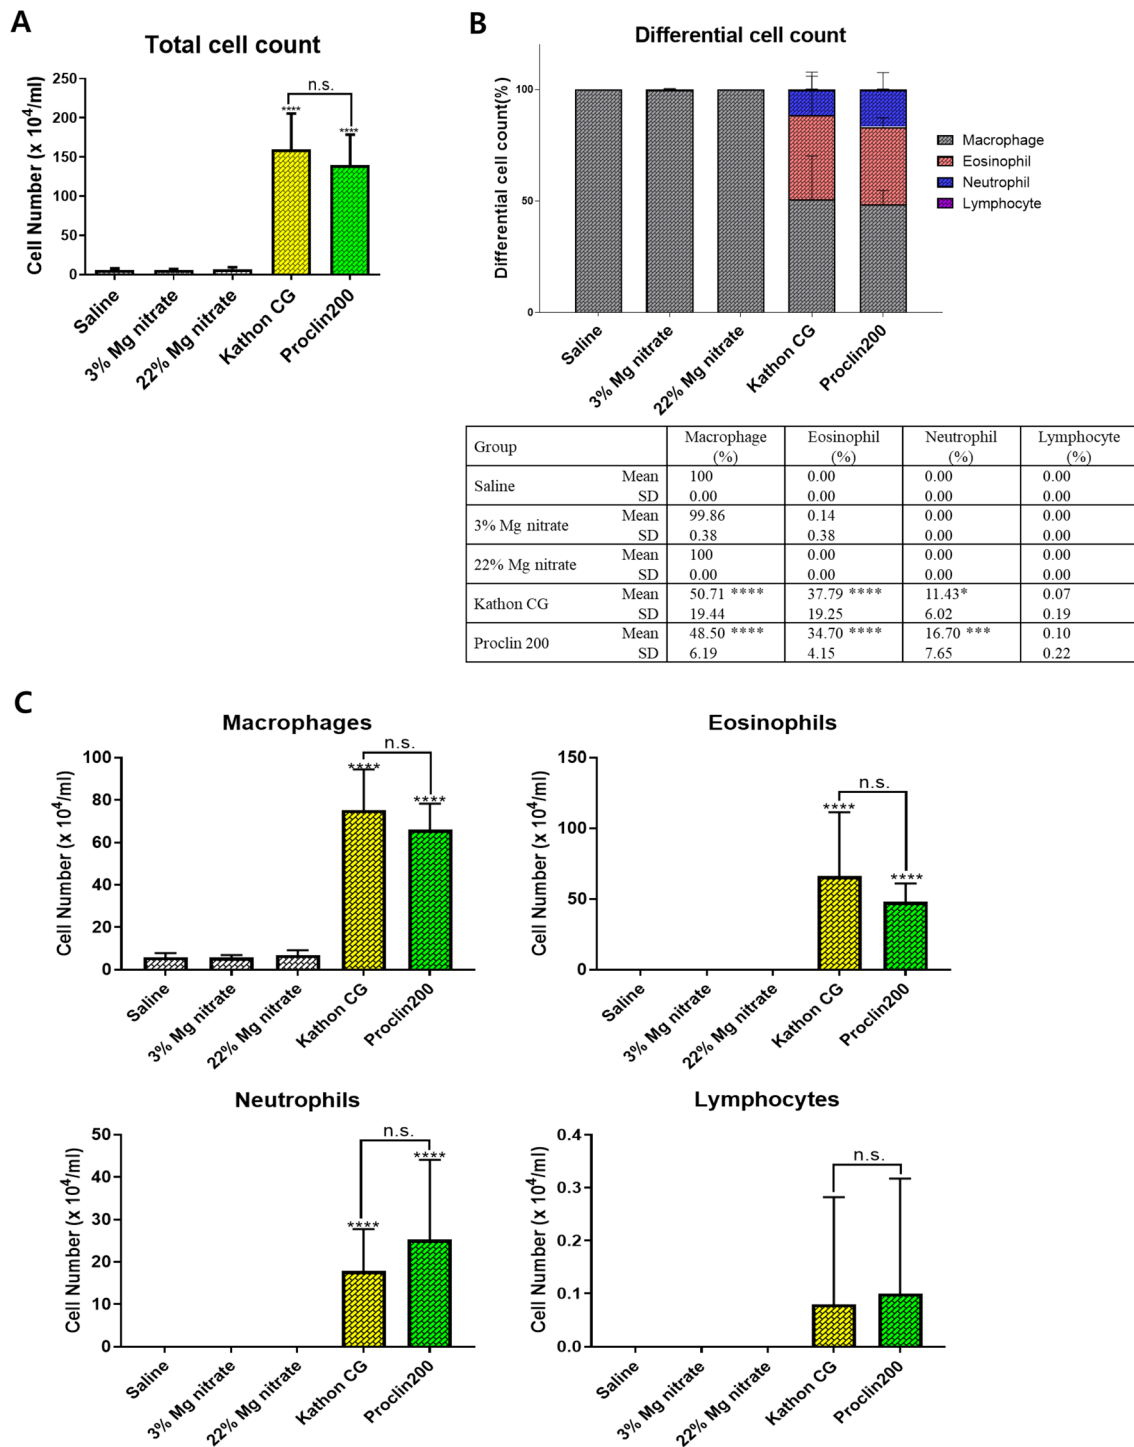 A
Total cell count
Cell Number (x 10⁴/ml)
250
200
150
100
50
0
n.s.
****
****
Saline
3% Mg nitrate
22% Mg nitrate
Kathon CG
Proclin200
B
Differential cell count
Differential cell count(%)
100
50
0
Saline
3% Mg nitrate
22% Mg nitrate
Kathon CG
Proclin200
Macrophage
Eosinophil
Neutrophil
Lymphocyte
Group Macrophage (%) Eosinophil (%) Neutrophil (%) Lymphocyte (%)
Saline Mean 100 0.00 0.00 0.00
SD 0.00 0.00 0.00 0.00
3% Mg nitrate Mean 99.86 0.14 0.00 0.00
SD 0.38 0.38 0.00 0.00
22% Mg nitrate Mean 100 0.00 0.00 0.00
SD 0.00 0.00 0.00 0.00
Kathon CG Mean 50.71 **** 37.79 **** 11.43* 0.07
SD 19.44 19.25 6.02 0.19
Proclin 200 Mean 48.50 **** 34.70 **** 16.70 *** 0.10
SD 6.19 4.15 7.65 0.22
C
Macrophages
Cell Number (x 10⁴/ml)
100
80
60
40
20
0
n.s.
****
****
Saline
3% Mg nitrate
22% Mg nitrate
Kathon CG
Proclin200
Eosinophils
Cell Number (x 10⁴/ml)
150
100
50
0
n.s.
****
****
Saline
3% Mg nitrate
22% Mg nitrate
Kathon CG
Proclin200
Neutrophils
Cell Number (x 10⁴/ml)
50
40
30
20
10
0
n.s.
****
****
Saline
3% Mg nitrate
22% Mg nitrate
Kathon CG
Proclin200
Lymphocytes
Cell Number (x 10⁴/ml)
0.4
0.3
0.2
0.1
0.0
n.s.
Saline
3% Mg nitrate
22% Mg nitrate
Kathon CG
Proclin200